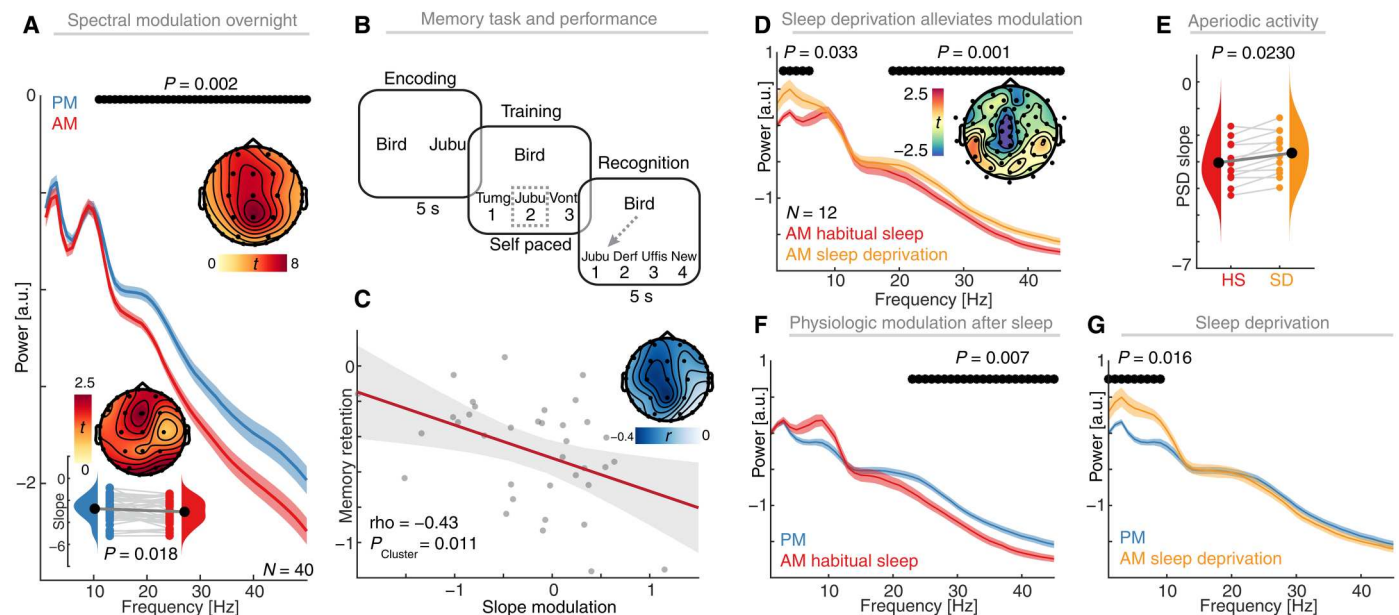 A
Spectral modulation overnight
P = 0.002
0
PM
AM
0
t
8
Power [a.u.]
2.5
t
0
0
Slope
−6
P = 0.018
−2
N = 40
10
20
30
40
Frequency [Hz]
B
Memory task and performance
Encoding
Bird
Jubu
5 s
Training
Bird
Tumg Jubu Vont
1 2 3
Self paced
Recognition
Bird
Jubu Derf Uffis New
1 2 3 4
5 s
C
0
Memory retention
−1
−0.4
r
0
rho = −0.43
PCluster = 0.011
−1
0
1
Slope modulation
D
Sleep deprivation alleviates modulation
1
P = 0.033
P = 0.001
2.5
t
−2.5
Power [a.u.]
−1
N = 12
AM habitual sleep
AM sleep deprivation
10
20
30
40
Frequency [Hz]
E
Aperiodic activity
P = 0.0230
0
PSD slope
−7
HS
SD
F
Physiologic modulation after sleep
1
P = 0.007
Power [a.u.]
−1
PM
AM habitual sleep
10
20
30
40
Frequency [Hz]
G
Sleep deprivation
1
P = 0.016
Power [a.u.]
−1
PM
AM sleep deprivation
10
20
30
40
Frequency [Hz]